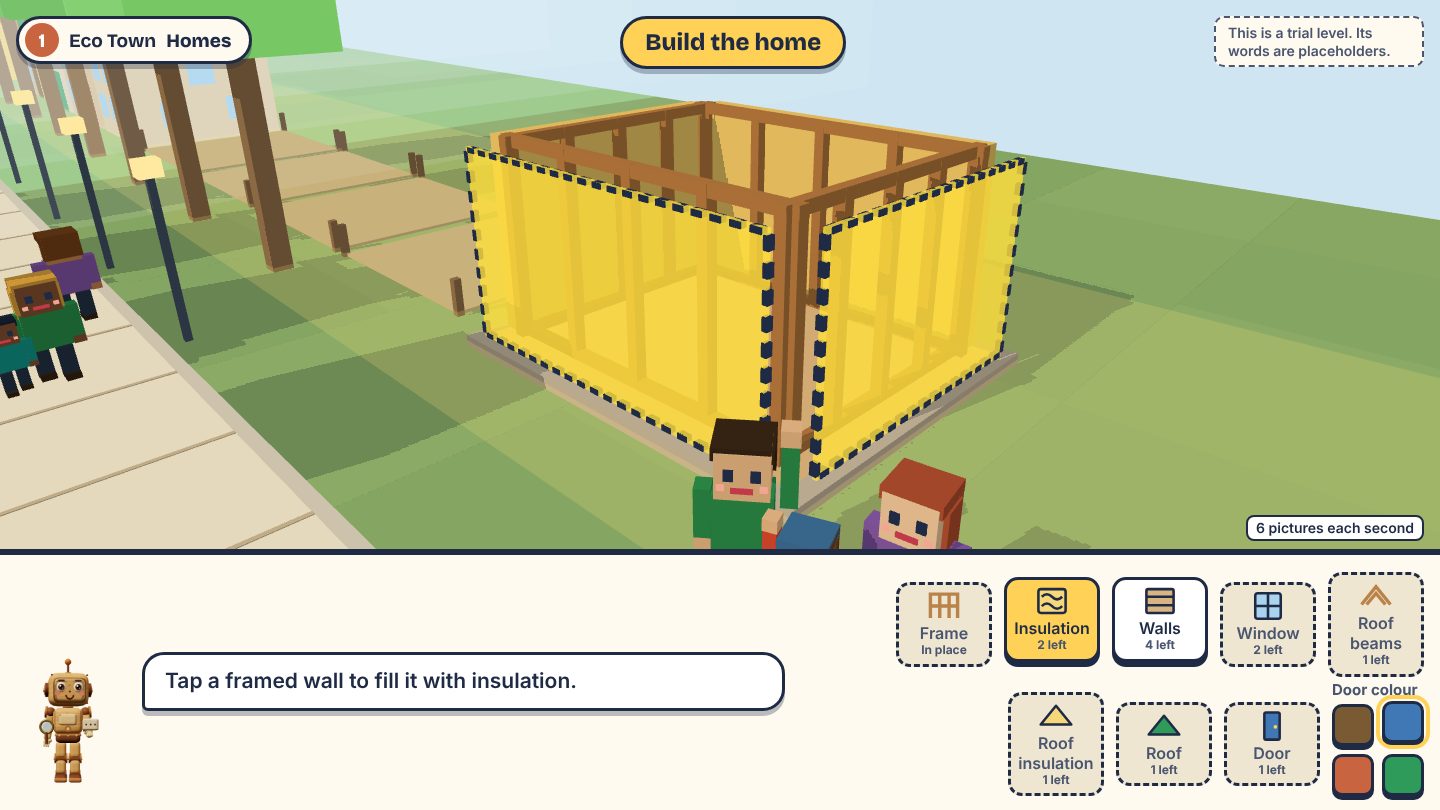 1 Eco Town Homes
Build the home
This is a trial level. Its
words are placeholders.
6 pictures each second
Tap a framed wall to fill it with insulation.
Frame
In place
Insulation
2 left
Walls
4 left
Window
2 left
Roof
beams
1 left
Roof
insulation
1 left
Roof
1 left
Door
1 left
Door colour